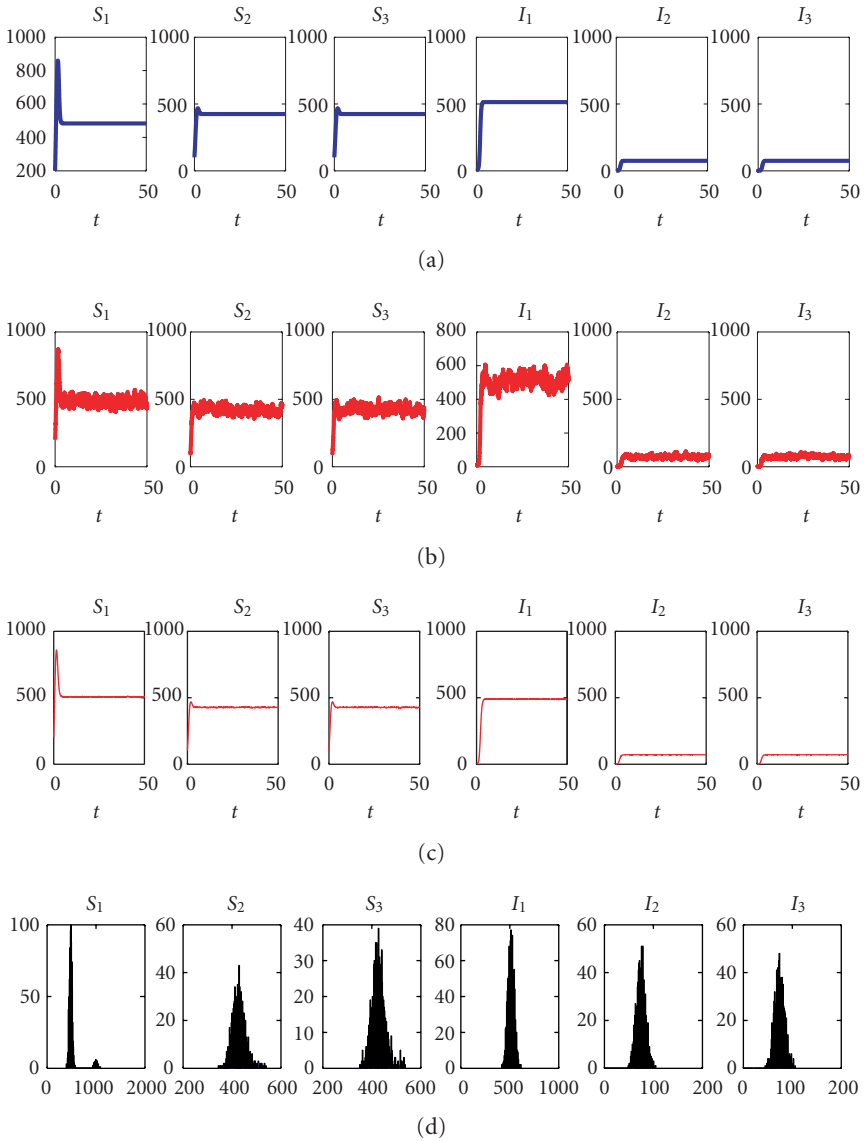 S1 S2 S3 I1 I2 I3
1000 1000 1000 1000 1000 1000
800
600 500 500 500 500 500
400
200 0 0 0 0 0
0 50 0 50 0 50 0 50 0 50 0 50
t t t t t t
(a)
S1 S2 S3 I1 I2 I3
1000 1000 1000 800 1000 1000
600
500 500 500 400 500 500
200
0 0 0 0 0 0
0 50 0 50 0 50 0 50 0 50 0 50
t t t t t t
(b)
S1 S2 S3 I1 I2 I3
1000 1000 1000 1000 1000 1000
500 500 500 500 500 500
0 0 0 0 0 0
0 50 0 50 0 50 0 50 0 50 0 50
t t t t t t
(c)
S1 S2 S3 I1 I2 I3
100 60 40 80 60 60
30 60
50 40 20 40 40 40
20 10 20 20 20
0 0 0 0 0 0
0 1000 2000 200 400 600 200 400 600 0 500 1000 0 100 200 0 100 200
(d)